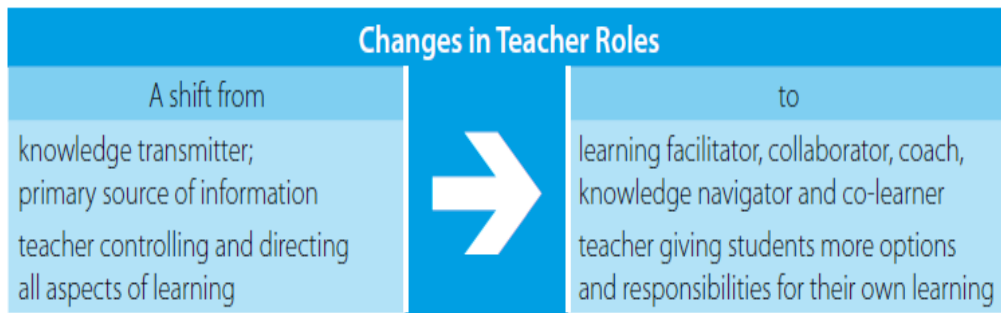 Changes in Teacher Roles
A shift from
to
knowledge transmitter;
primary source of information
learning facilitator, collaborator, coach,
knowledge navigator and co-learner
teacher controlling and directing
all aspects of learning
teacher giving students more options
and responsibilities for their own learning